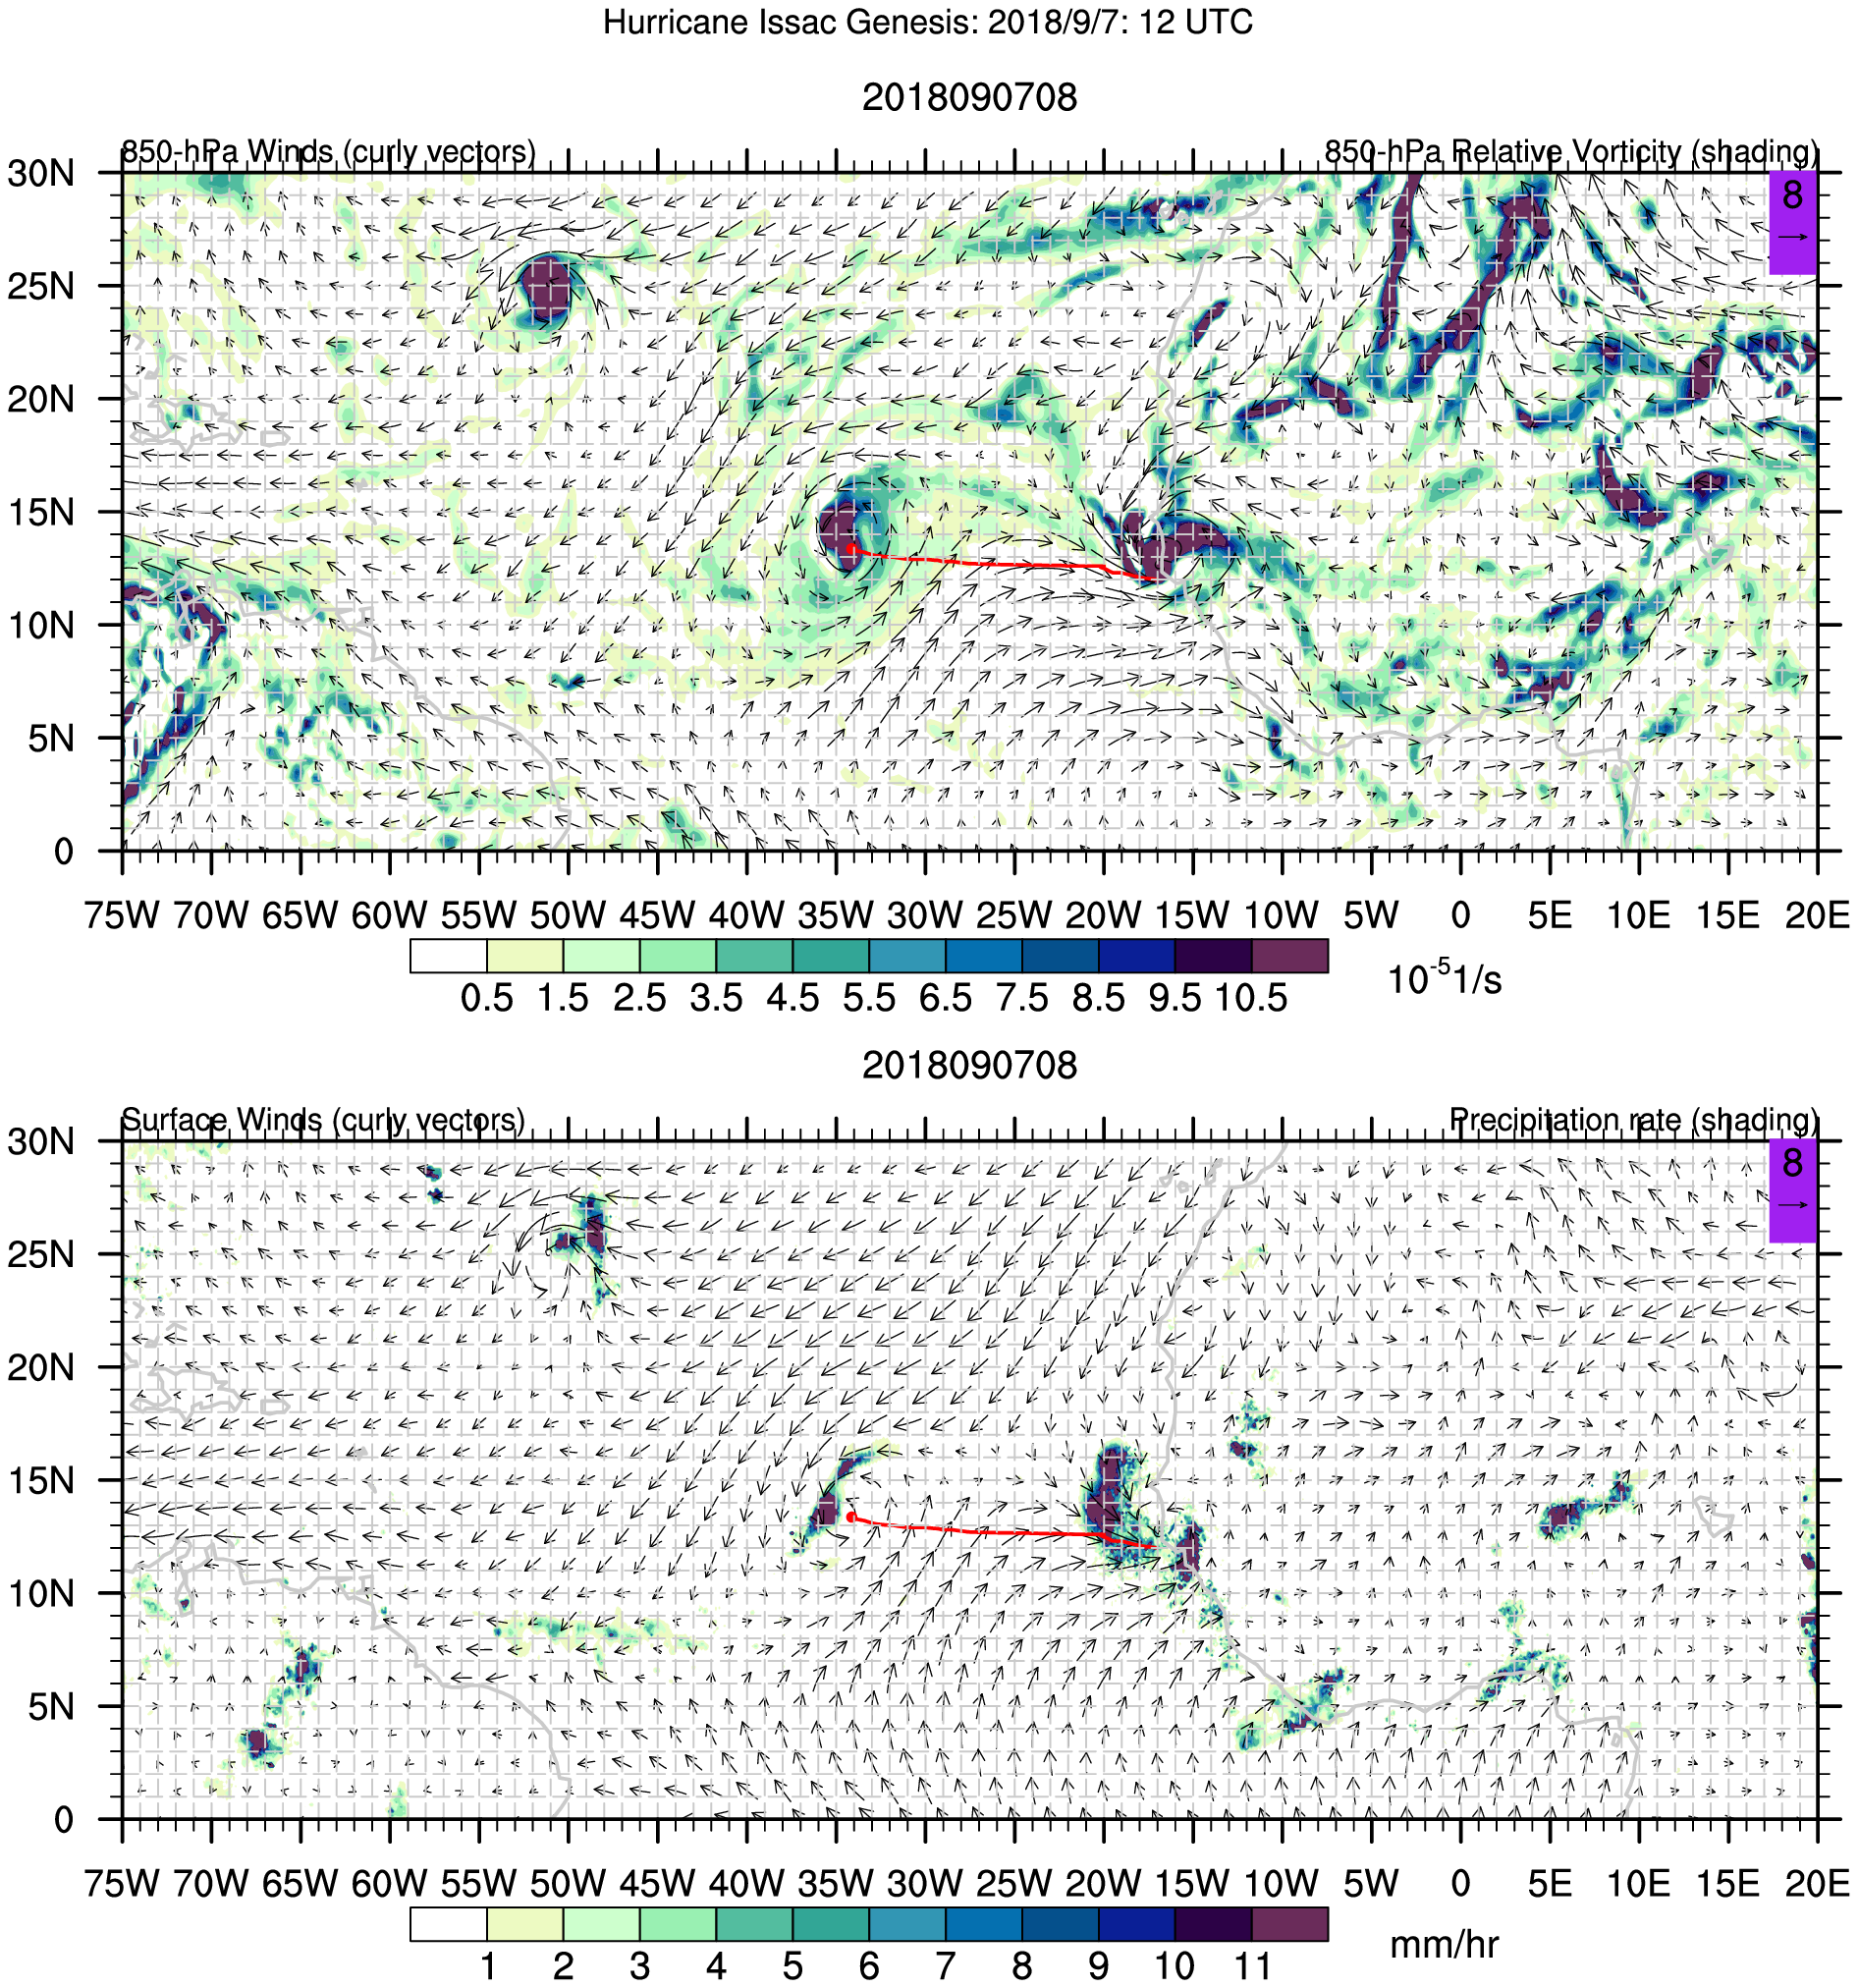 Hurricane Issac Genesis: 2018/9/7: 12 UTC
2018090708
850-hPa Winds (curly vectors) 850-hPa Relative Vorticity (shading)
30N
8
25N
20N
15N
10N
5N
0
75W 70W 65W 60W 55W 50W 45W 40W 35W 30W 25W 20W 15W 10W 5W 0 5E 10E 15E 20E
0.5 1.5 2.5 3.5 4.5 5.5 6.5 7.5 8.5 9.5 10.5
10⁻⁵1/s
2018090708
Surface Winds (curly vectors) Precipitation rate (shading)
30N
8
25N
20N
15N
10N
5N
0
75W 70W 65W 60W 55W 50W 45W 40W 35W 30W 25W 20W 15W 10W 5W 0 5E 10E 15E 20E
1 2 3 4 5 6 7 8 9 10 11
mm/hr